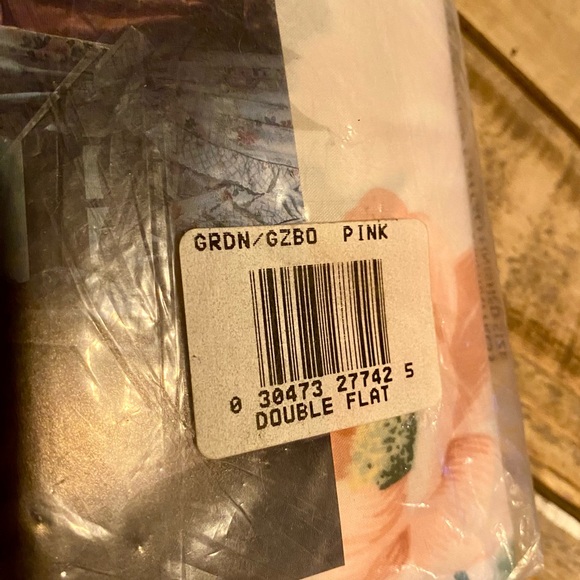 GRDN/GZBO PINK
0 30473 27742 5
DOUBLE FLAT